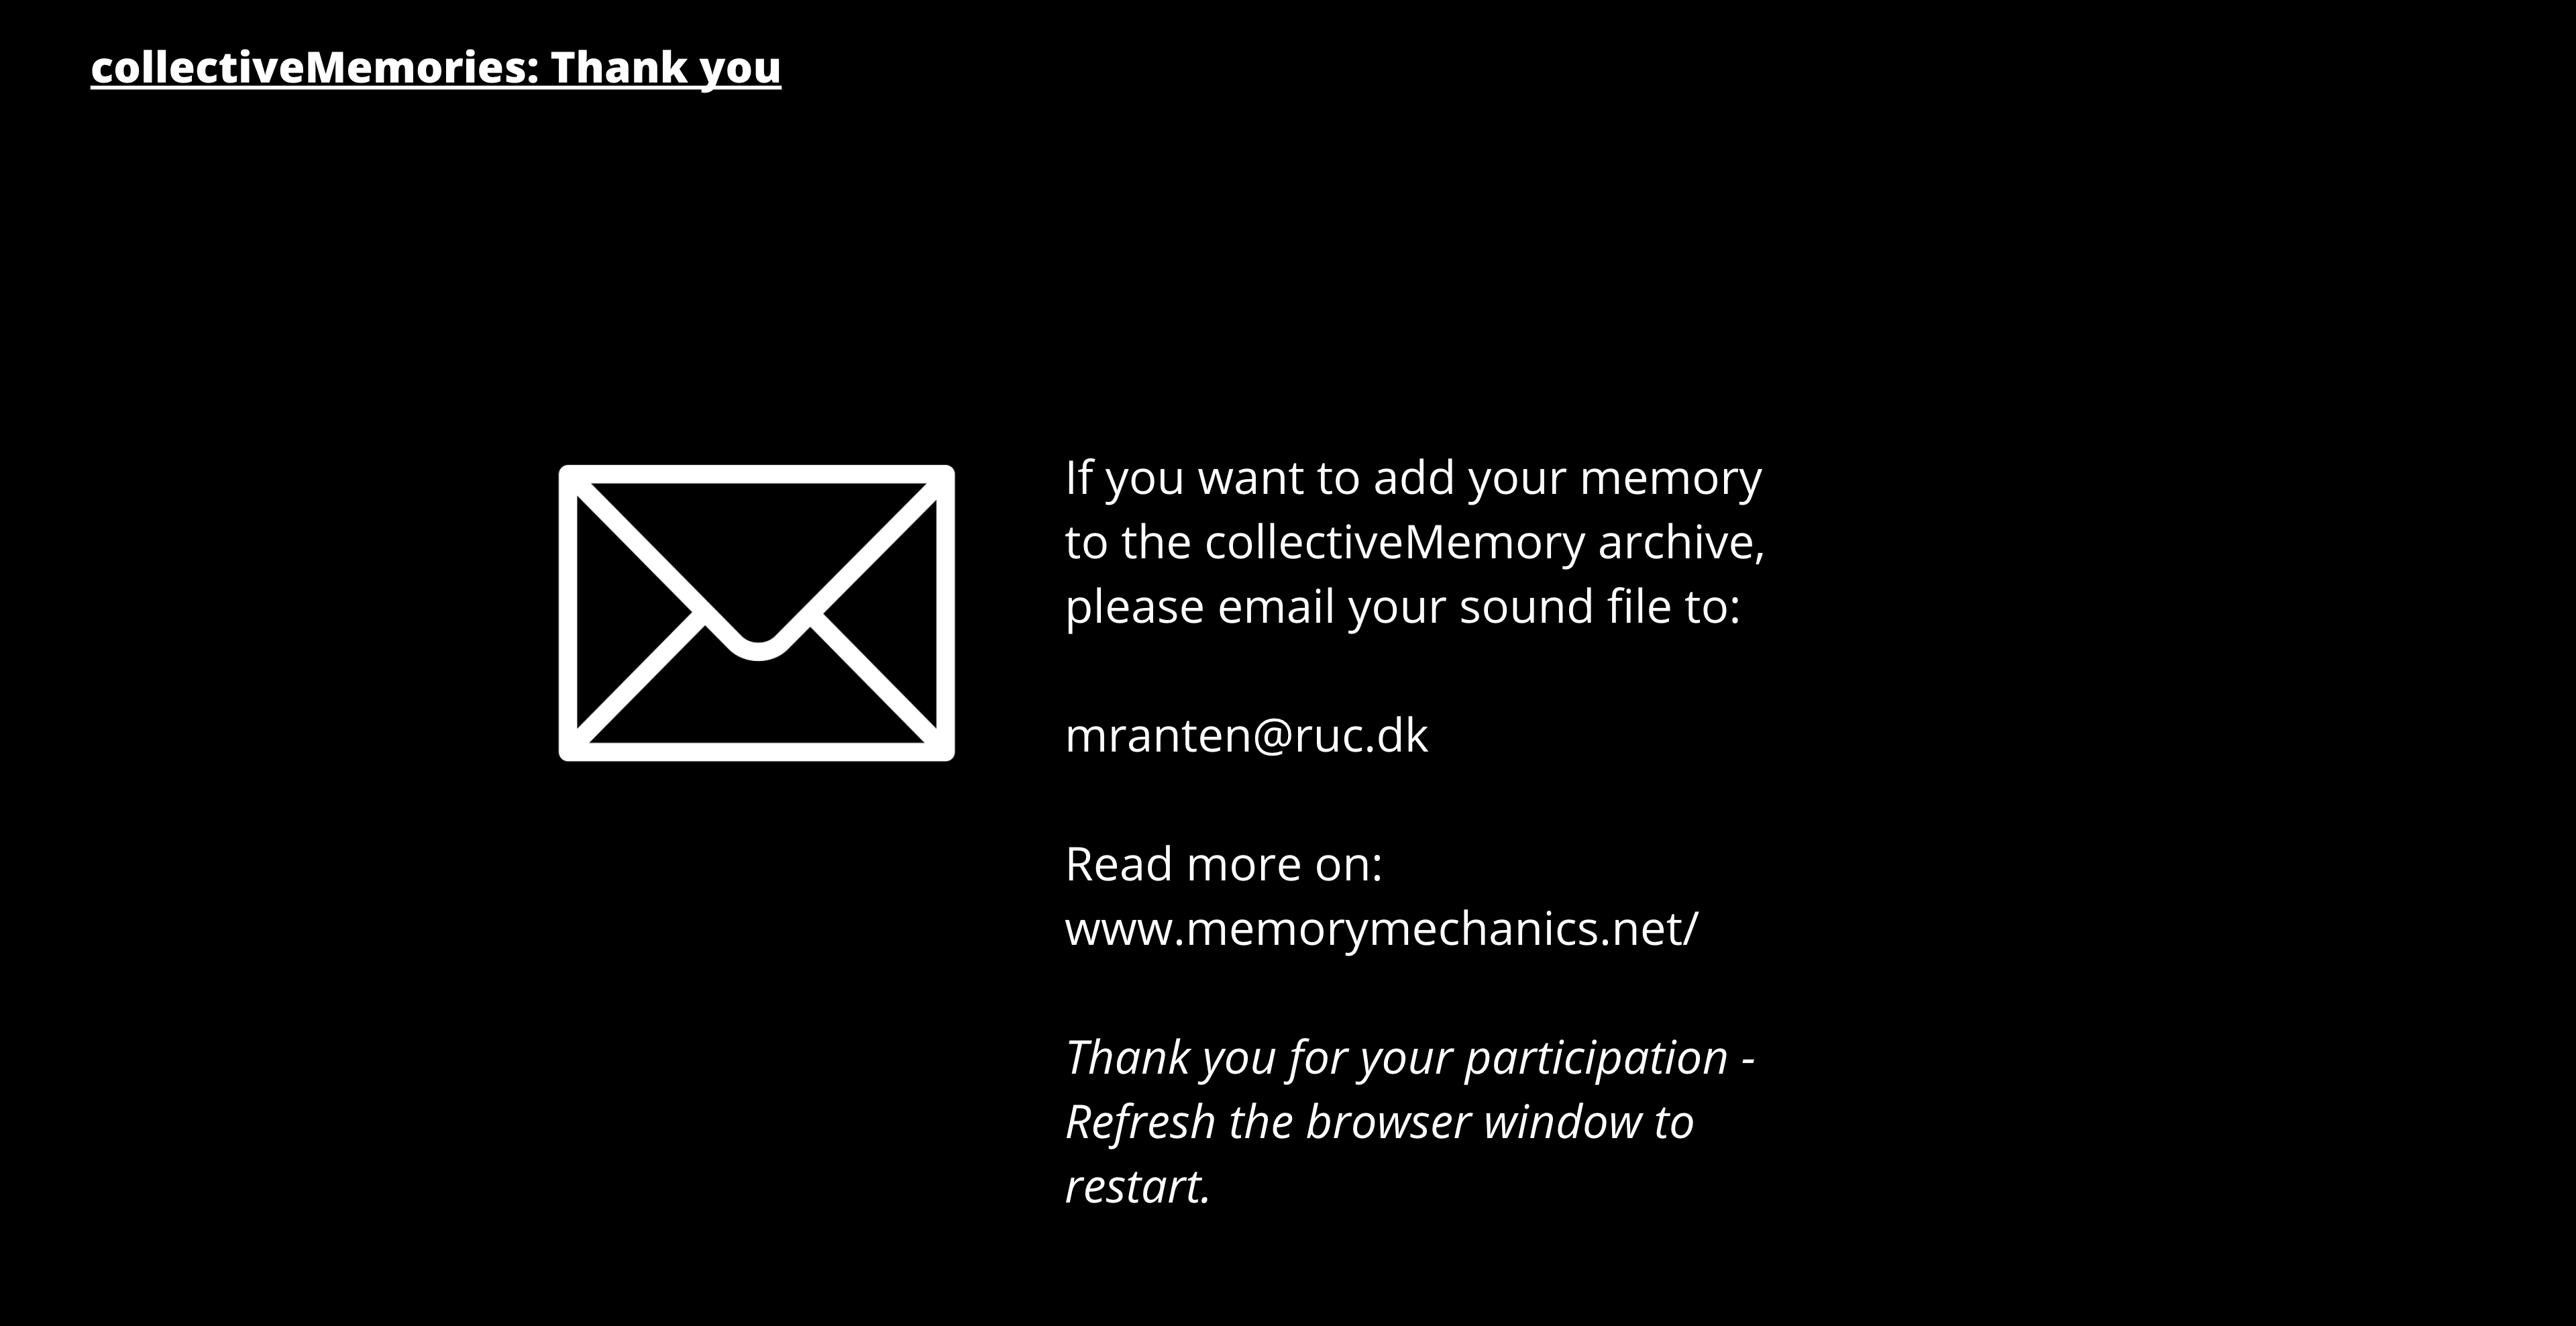 collectiveMemories: Thank you
If you want to add your memory
to the collectiveMemory archive,
please email your sound file to:
mranten@ruc.dk
Read more on:
www.memorymechanics.net/
Thank you for your participation -
Refresh the browser window to
restart.